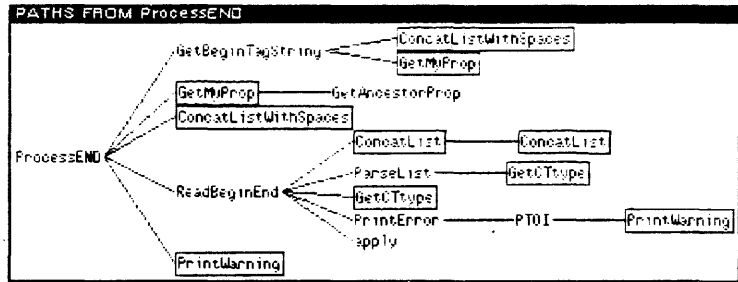 PATHS FROM ProcessEND
ConcatListWithSpaces
GetBeginTagString
GetMyProp
GetMyProp GetAncestorProp
ConcatListWithSpaces
ConcatList ConcatList
ProcessEND
ParseList GetCTtype
ReadBeginEnd
GetCTtype
PrintError PTOI PrintWarning
apply
PrintWarning